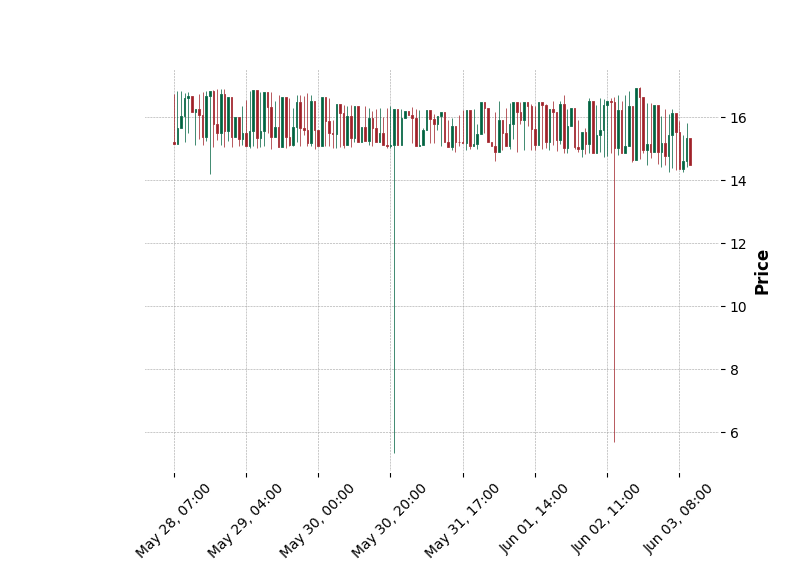 16
14
12
10
8
6
Price
May 28, 07:00
May 29, 04:00
May 30, 00:00
May 30, 20:00
May 31, 17:00
Jun 01, 14:00
Jun 02, 11:00
Jun 03, 08:00